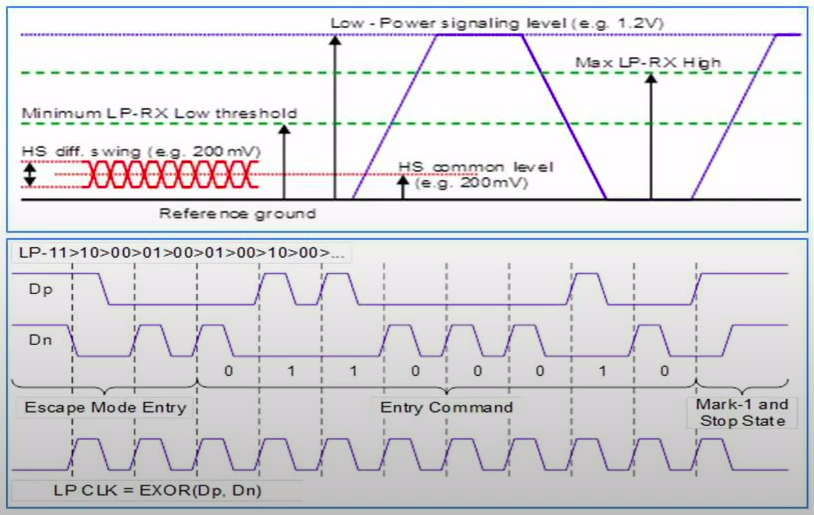 Low - Power signaling level (e.g. 1.2V)
Max LP-RX High
Minimum LP-RX Low threshold
HS diff. swing (e.g. 200 mV)
HS common level
(e.g. 200mV)
Reference ground
LP-11>10>00>01>00>01>00>10>00>...
Dp
Dn
0 1 1 0 0 0 1 0
Escape Mode Entry
Entry Command
Mark-1 and
Stop State
LP CLK = EXOR(Dp, Dn)